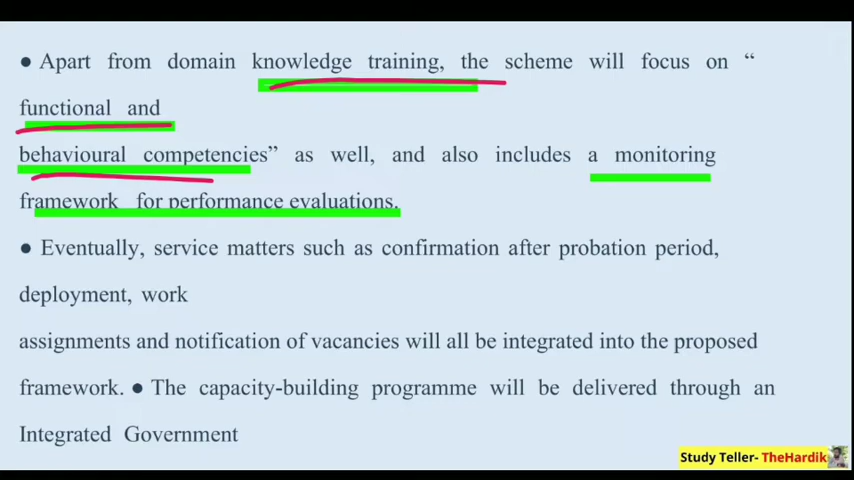 ● Apart from domain knowledge training, the scheme will focus on “
functional and
behavioural competencies” as well, and also includes a monitoring
framework for performance evaluations.
● Eventually, service matters such as confirmation after probation period,
deployment, work
assignments and notification of vacancies will all be integrated into the proposed
framework. ● The capacity-building programme will be delivered through an
Integrated Government
Study Teller- TheHardik